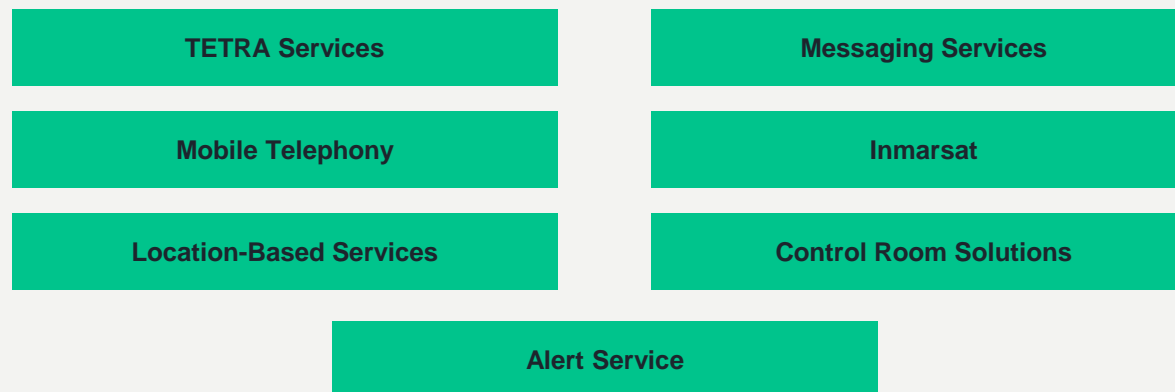 TETRA Services
Messaging Services
Mobile Telephony
Inmarsat
Location-Based Services
Control Room Solutions
Alert Service